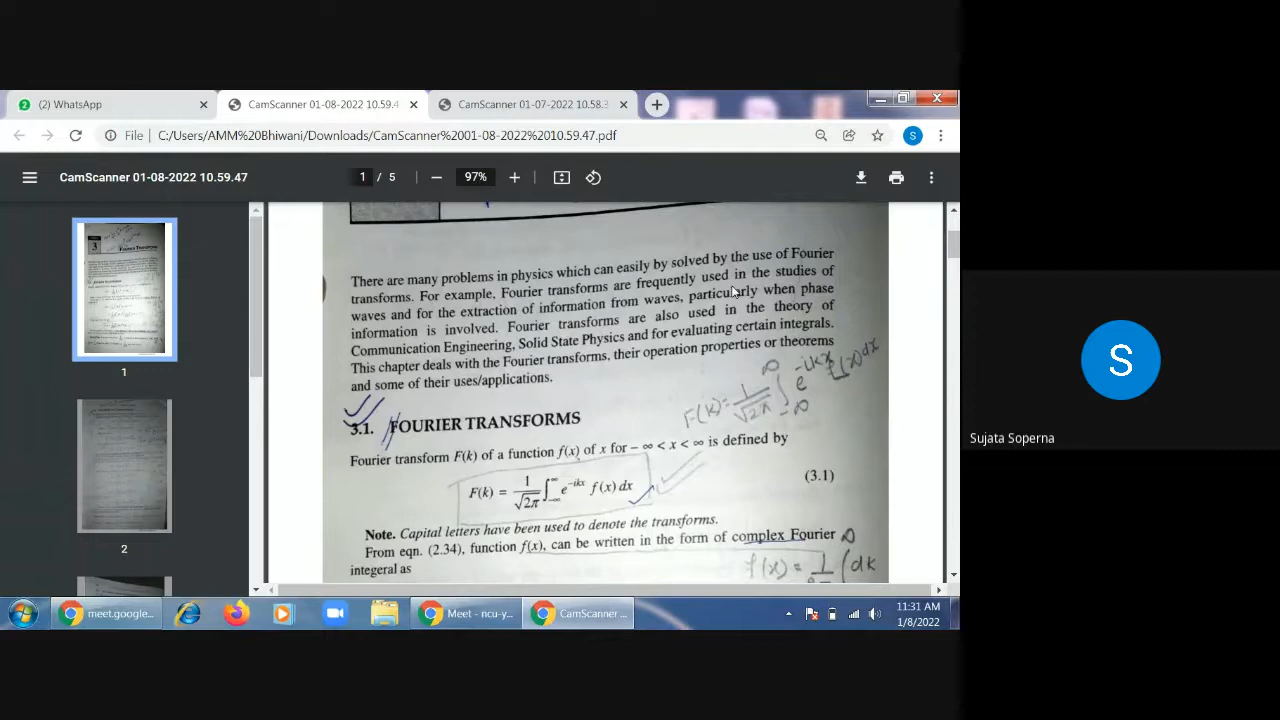 (2) WhatsApp
CamScanner 01-08-2022 10.59.4
CamScanner 01-07-2022 10.58.3
File | C:/Users/AMM%20Bhiwani/Downloads/CamScanner%2001-08-2022%2010.59.47.pdf
S
CamScanner 01-08-2022 10.59.47
1 / 5
97%
There are many problems in physics which can easily by solved by the use of Fourier
transforms. For example, Fourier transforms are frequently used in the studies of
waves and for the extraction of information from waves, particularly when phase
information is involved. Fourier transforms are also used in the theory of
Communication Engineering, Solid State Physics and for evaluating certain integrals.
This chapter deals with the Fourier transforms, their operation properties or theorems
and some of their uses/applications.
F(k) = 1/√2π ∫_{-∞}^{∞} e^{-ikx} f(x) dx
3.1. FOURIER TRANSFORMS
Fourier transform F(k) of a function f(x) of x for – ∞ < x < ∞ is defined by
F(k) = 1/√2π ∫_{-∞}^{∞} e^{-ikx} f(x) dx (3.1)
Note. Capital letters have been used to denote the transforms.
From eqn. (2.34), function f(x), can be written in the form of complex Fourier
integeral as
f(x) = 1 ∫^{∞} dk
1
2
S
Sujata Soperna
meet.google...
Meet - ncu-y...
CamScanner ...
11:31 AM
1/8/2022